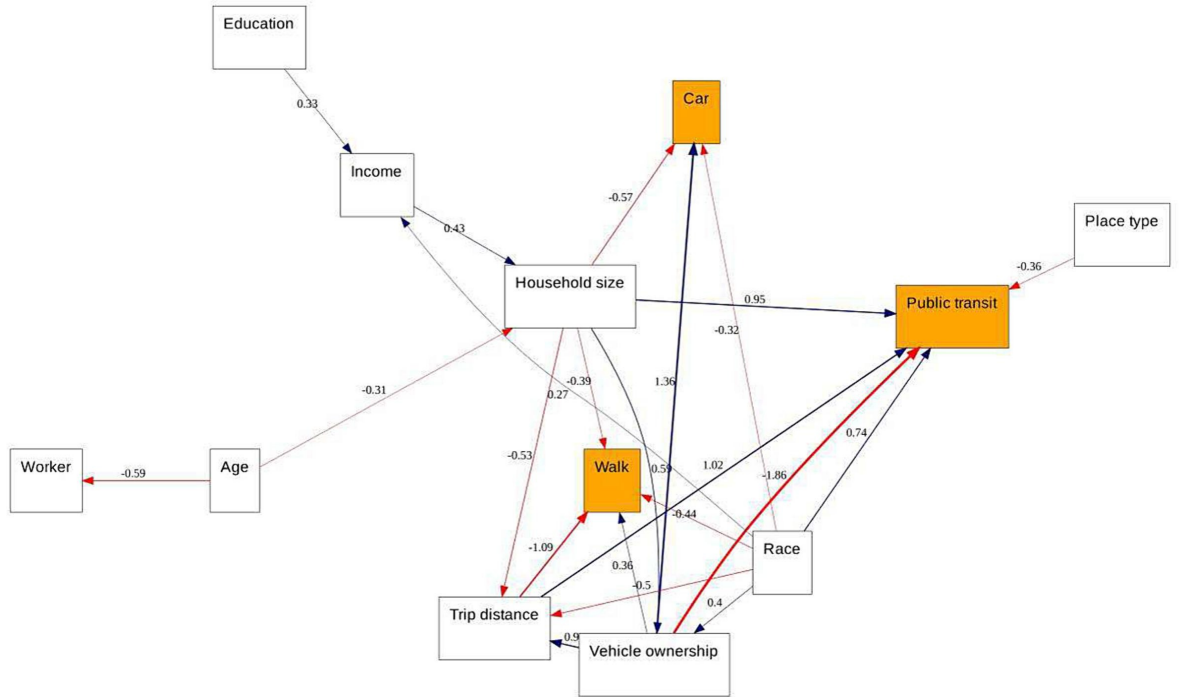 Education
Car
0.33
Income
-0.57
Place type
0.43
-0.36
Household size
Public transit
0.95
-0.32
-0.39
1.36
-0.31
0.27
0.74
-0.53
Worker
-0.59
Age
Walk
0.59
1.02
-1.86
-0.44
-1.09
Race
0.36
-0.5
0.4
Trip distance
0.9
Vehicle ownership